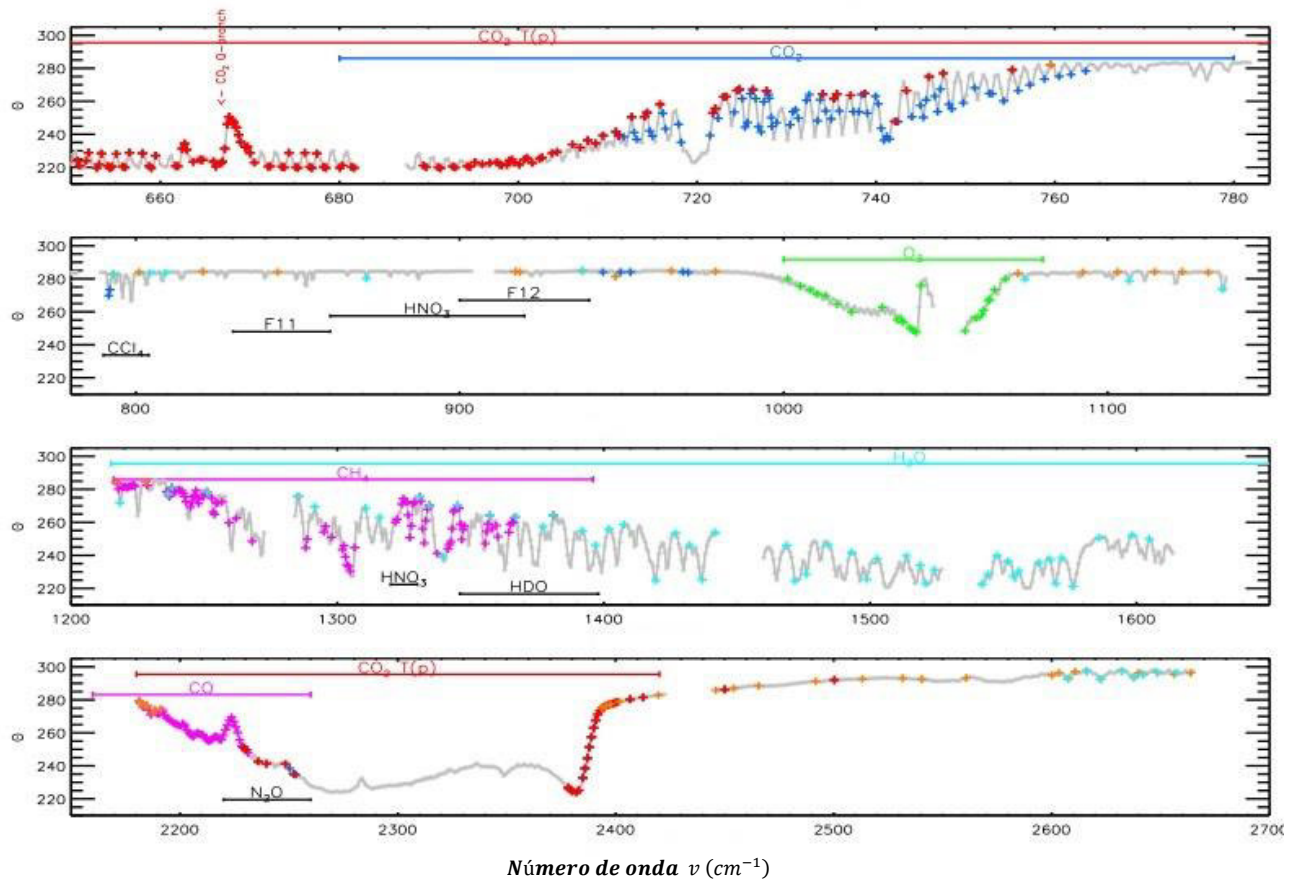 CO₂ T(p)
CO₂
<- CO₂ Q-branch
300
280
260
240
220
Θ
660 680 700 720 740 760 780
O₃
F12
HNO₃
F11
CCl₄
300
280
260
240
220
Θ
800 900 1000 1100
H₂O
CH₄
HNO₃
HDO
300
280
260
240
220
Θ
1200 1300 1400 1500 1600
CO₂ T(p)
CO
N₂O
300
280
260
240
220
Θ
2200 2300 2400 2500 2600 2700
Número de onda ν (cm⁻¹)